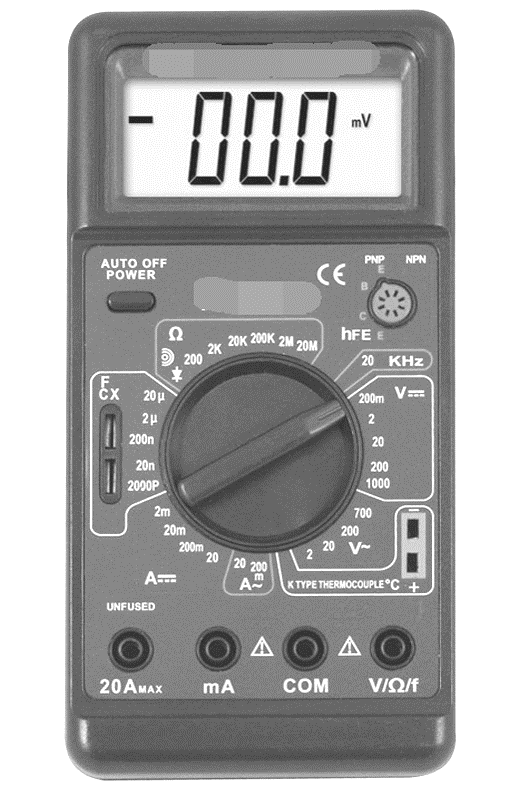 - 00.0 mV
AUTO OFF
POWER
CE
PNP NPN
E
B
C
E
hFE
Ω
200 2K 20K 200K 2M 20M
20 KHz
F
CX
20µ
2µ
200n
20n
2000P
200m V
2
20
200
1000
2m
20m
200m
20
A
20 200m
A~
700
200
20
2
V~
−
+
K TYPE THERMOCOUPLE °C
UNFUSED
20A MAX mA COM V/Ω/f